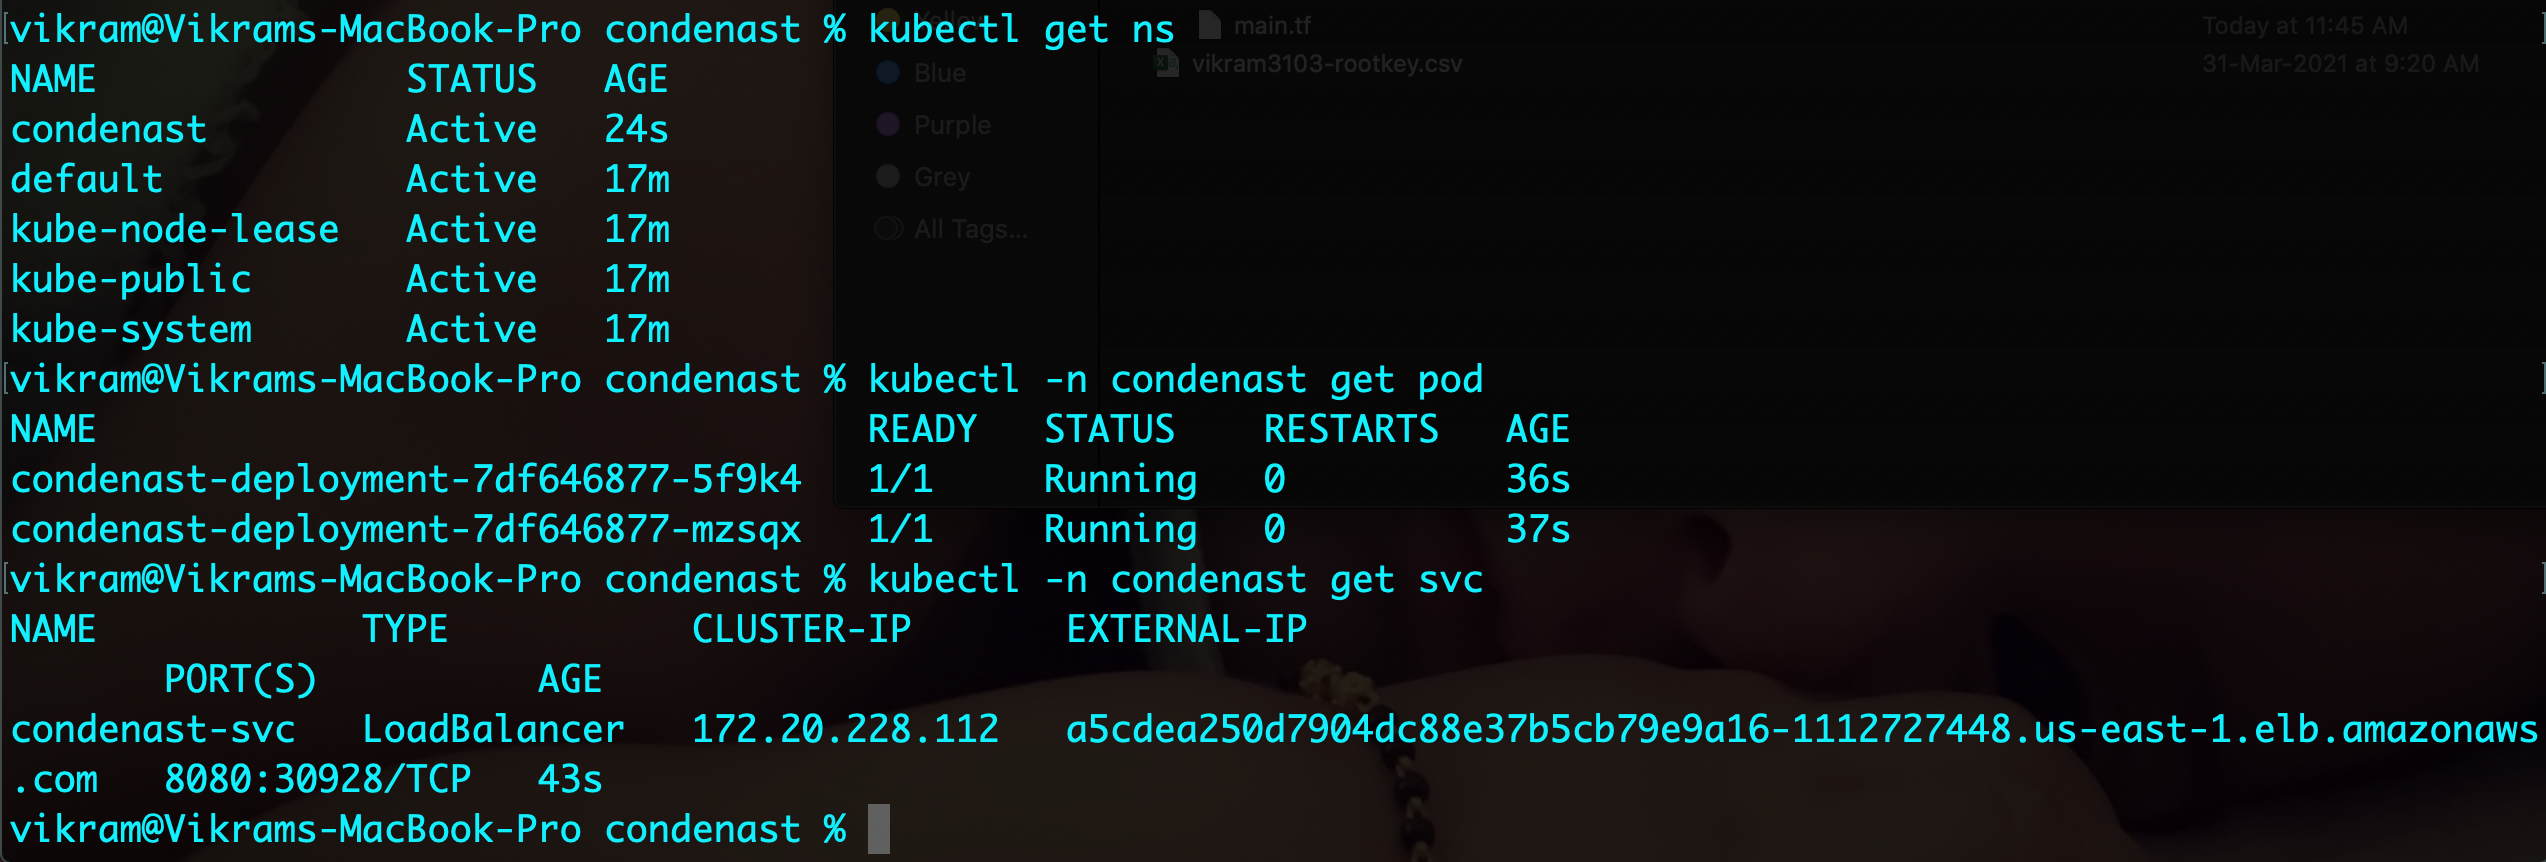 vikram@Vikrams-MacBook-Pro condenast % kubectl get ns
NAME              STATUS   AGE
condenast         Active   24s
default           Active   17m
kube-node-lease   Active   17m
kube-public       Active   17m
kube-system       Active   17m
vikram@Vikrams-MacBook-Pro condenast % kubectl -n condenast get pod
NAME                                   READY   STATUS    RESTARTS   AGE
condenast-deployment-7df646877-5f9k4   1/1     Running   0          36s
condenast-deployment-7df646877-mzsqx   1/1     Running   0          37s
vikram@Vikrams-MacBook-Pro condenast % kubectl -n condenast get svc
NAME            TYPE           CLUSTER-IP       EXTERNAL-IP
       PORT(S)          AGE
condenast-svc   LoadBalancer   172.20.228.112   a5cdea250d7904dc88e37b5cb79e9a16-1112727448.us-east-1.elb.amazonaws
.com   8080:30928/TCP   43s
vikram@Vikrams-MacBook-Pro condenast %
Yellow
Blue
Purple
Grey
All Tags...
main.tf Today at 11:45 AM
vikram3103-rootkey.csv 31-Mar-2021 at 9:20 AM